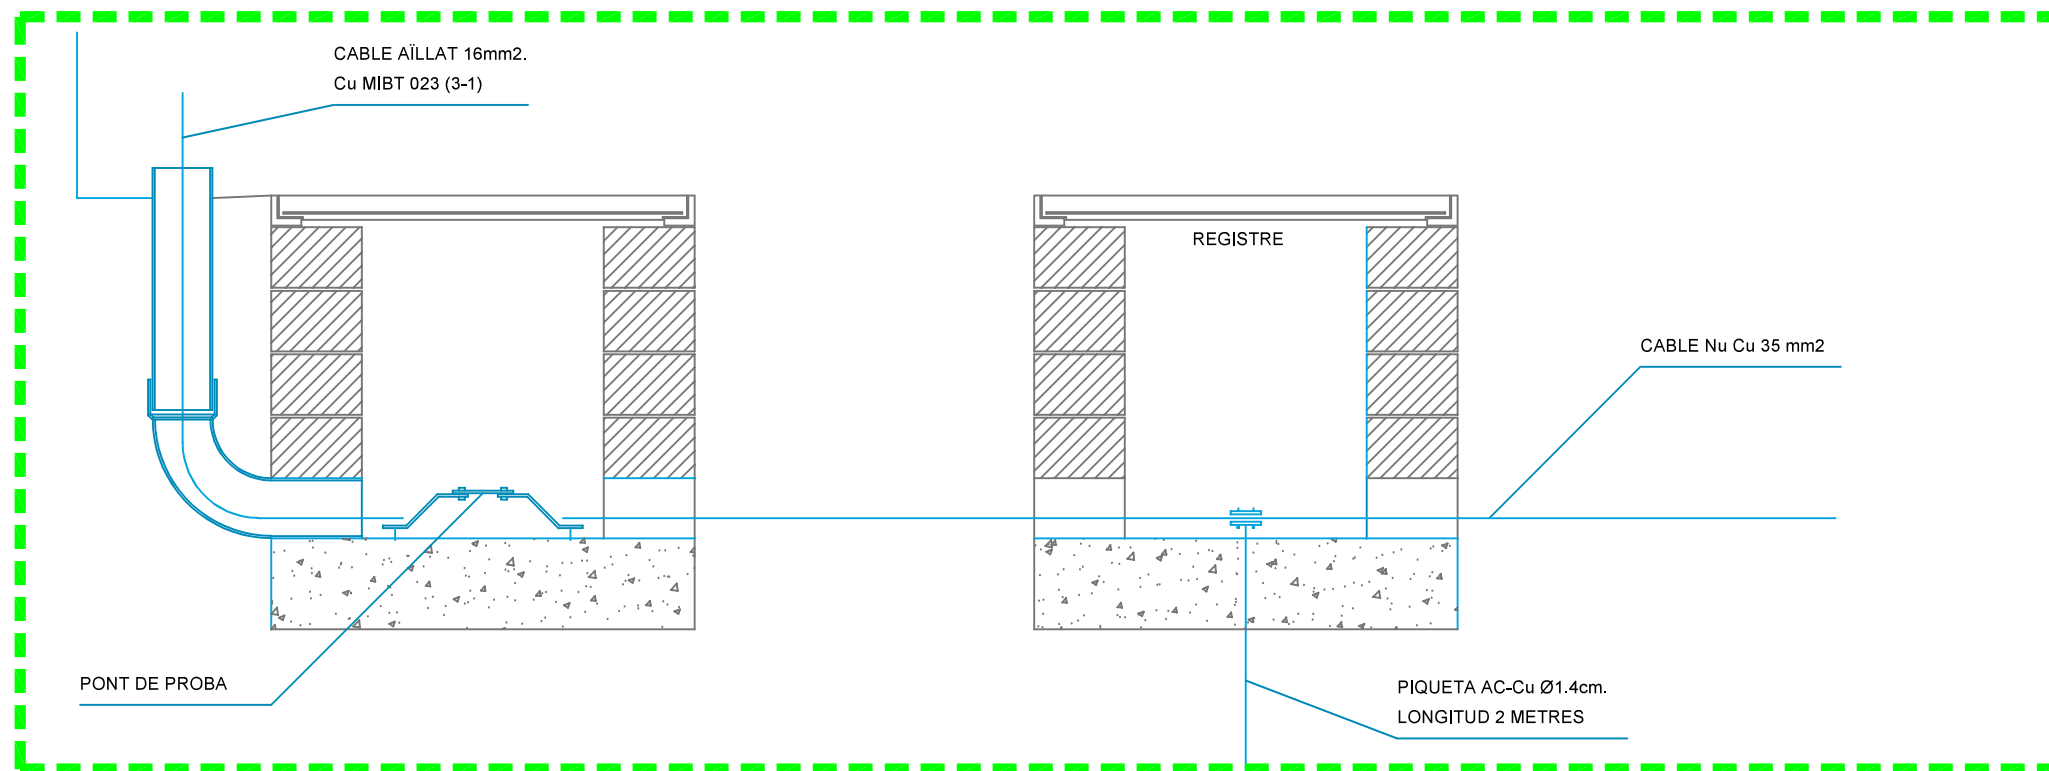 CABLE AÏLLAT 16mm2.
Cu MIBT 023 (3-1)
REGISTRE
CABLE Nu Cu 35 mm2
PONT DE PROBA
PIQUETA AC-Cu Ø1.4cm.
LONGITUD 2 METRES